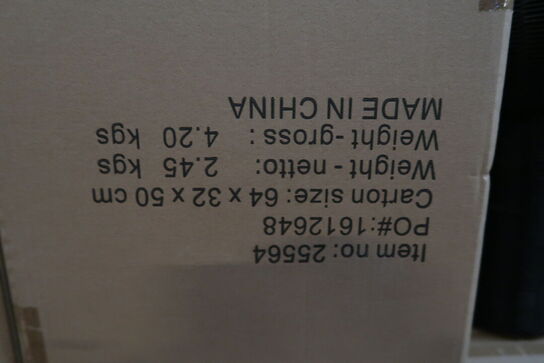 Item no: 25564
PO#:1612648
Carton size: 64 x 32 x 50 cm
Weight - netto: 2.45 kgs
Weight-gross : 4.20 kgs
MADE IN CHINA